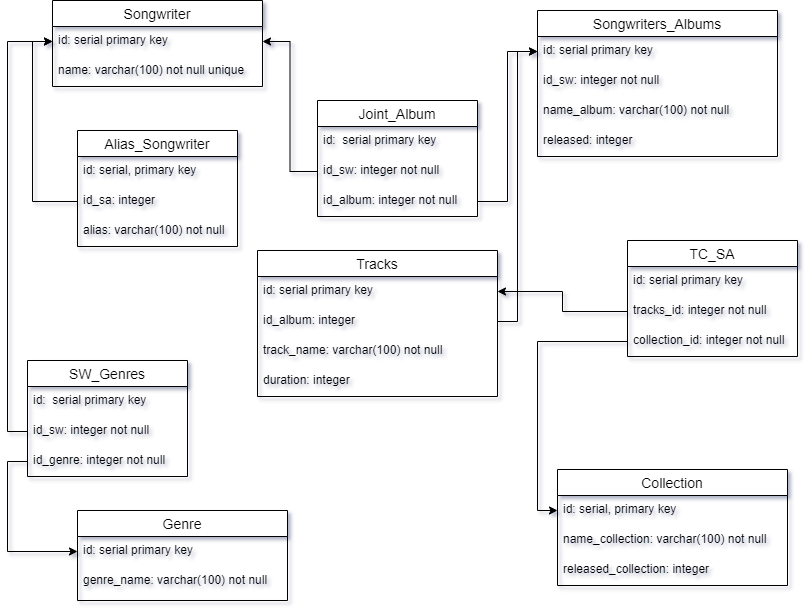 Songwriter
id: serial primary key
name: varchar(100) not null unique
Songwriters_Albums
id: serial primary key
id_sw: integer not null
name_album: varchar(100) not null
released: integer
Joint_Album
id: serial primary key
id_sw: integer not null
id_album: integer not null
Alias_Songwriter
id: serial, primary key
id_sa: integer
alias: varchar(100) not null
Tracks
id: serial primary key
id_album: integer
track_name: varchar(100) not null
duration: integer
TC_SA
id: serial primary key
tracks_id: integer not null
collection_id: integer not null
SW_Genres
id: serial primary key
id_sw: integer not null
id_genre: integer not null
Collection
id: serial, primary key
name_collection: varchar(100) not null
released_collection: integer
Genre
id: serial primary key
genre_name: varchar(100) not null